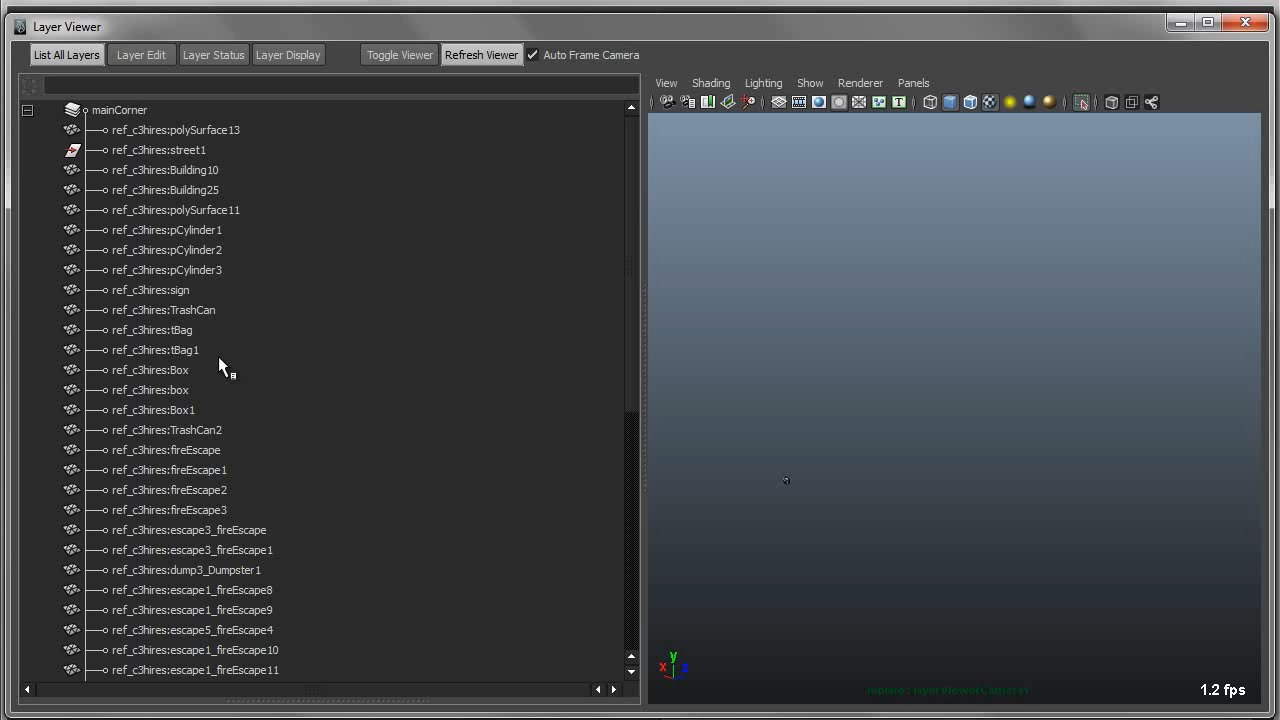 Layer Viewer
List All Layers
Layer Edit
Layer Status
Layer Display
Toggle Viewer
Refresh Viewer
Auto Frame Camera
View
Shading
Lighting
Show
Renderer
Panels
mainCorner
ref_c3hires:polySurface13
ref_c3hires:street1
ref_c3hires:Building10
ref_c3hires:Building25
ref_c3hires:polySurface11
ref_c3hires:pCylinder1
ref_c3hires:pCylinder2
ref_c3hires:pCylinder3
ref_c3hires:sign
ref_c3hires:TrashCan
ref_c3hires:tBag
ref_c3hires:tBag1
ref_c3hires:Box
ref_c3hires:box
ref_c3hires:Box1
ref_c3hires:TrashCan2
ref_c3hires:fireEscape
ref_c3hires:fireEscape1
ref_c3hires:fireEscape2
ref_c3hires:fireEscape3
ref_c3hires:escape3_fireEscape
ref_c3hires:escape3_fireEscape1
ref_c3hires:dump3_Dumpster1
ref_c3hires:escape1_fireEscape8
ref_c3hires:escape1_fireEscape9
ref_c3hires:escape5_fireEscape4
ref_c3hires:escape1_fireEscape10
ref_c3hires:escape1_fireEscape11
y
x
z
1.2 fps